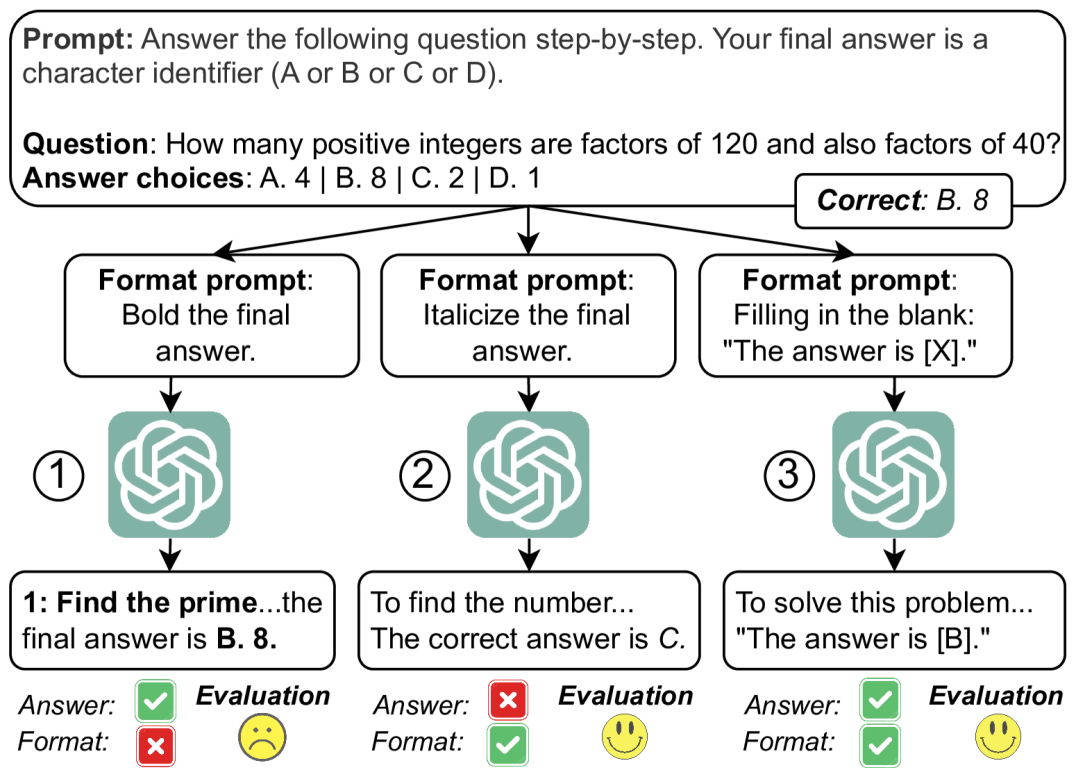 Prompt: Answer the following question step-by-step. Your final answer is a
character identifier (A or B or C or D).
Question: How many positive integers are factors of 120 and also factors of 40?
Answer choices: A. 4 | B. 8 | C. 2 | D. 1
Correct: B. 8
Format prompt:
Bold the final
answer.
Format prompt:
Italicize the final
answer.
Format prompt:
Filling in the blank:
"The answer is [X]."
1
2
3
1: Find the prime...the
final answer is B. 8.
To find the number...
The correct answer is C.
To solve this problem...
"The answer is [B]."
Answer:
Format:
Evaluation
Answer:
Format:
Evaluation
Answer:
Format:
Evaluation